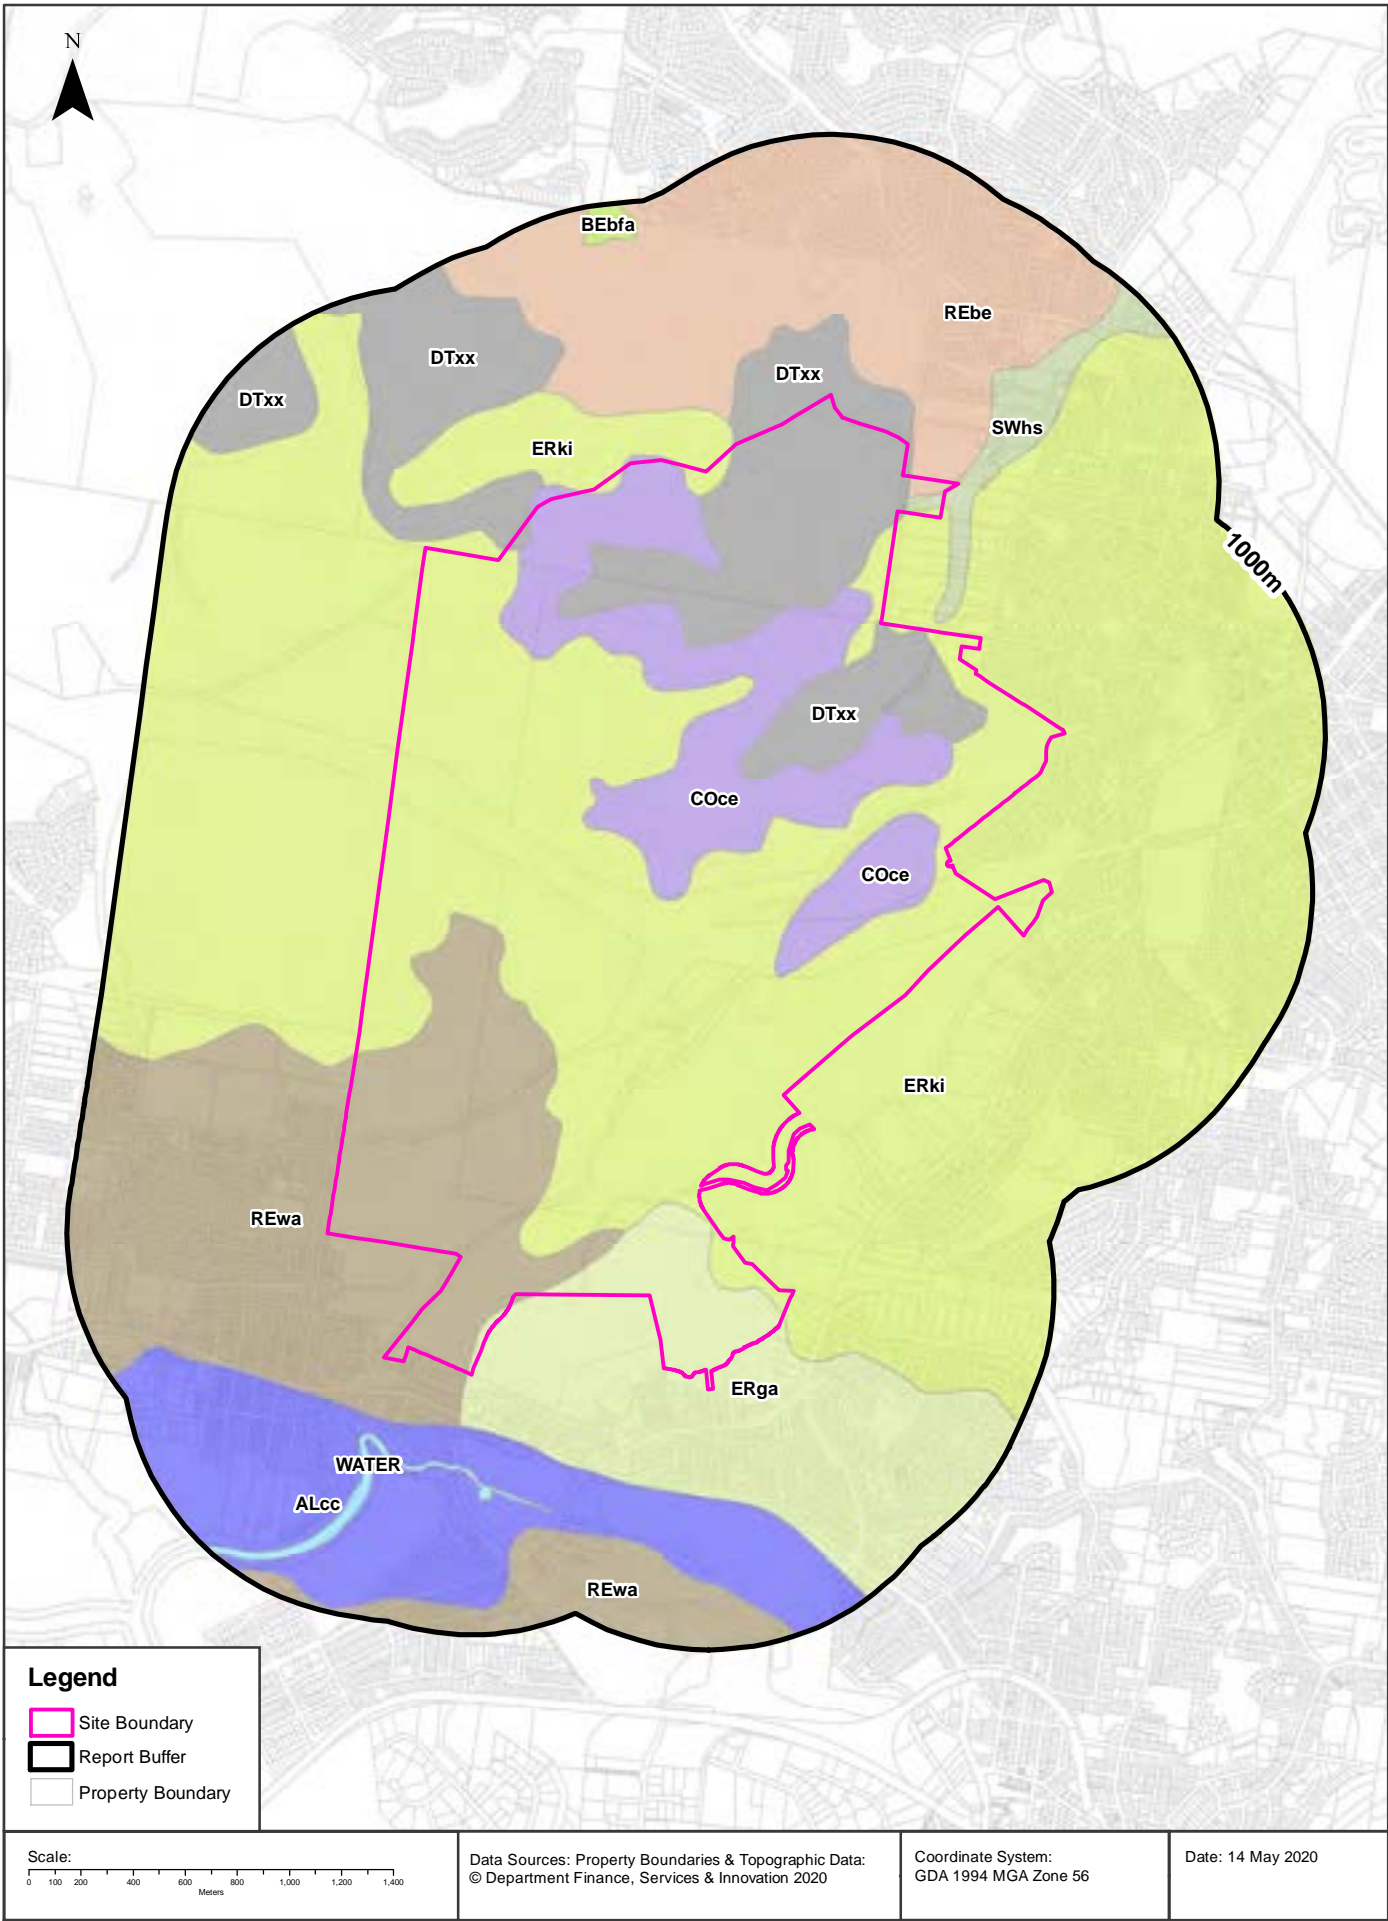 N
BEbfa
REbe
DTxx
DTxx
DTxx
SWhs
ERki
1000m
DTxx
COce
COce
ERki
REwa
ERga
WATER
ALcc
REwa
Legend
Site Boundary
Report Buffer
Property Boundary
Scale:
0 100 200 400 600 800 1,000 1,200 1,400
Meters
Data Sources: Property Boundaries & Topographic Data:
© Department Finance, Services & Innovation 2020
Coordinate System:
GDA 1994 MGA Zone 56
Date: 14 May 2020